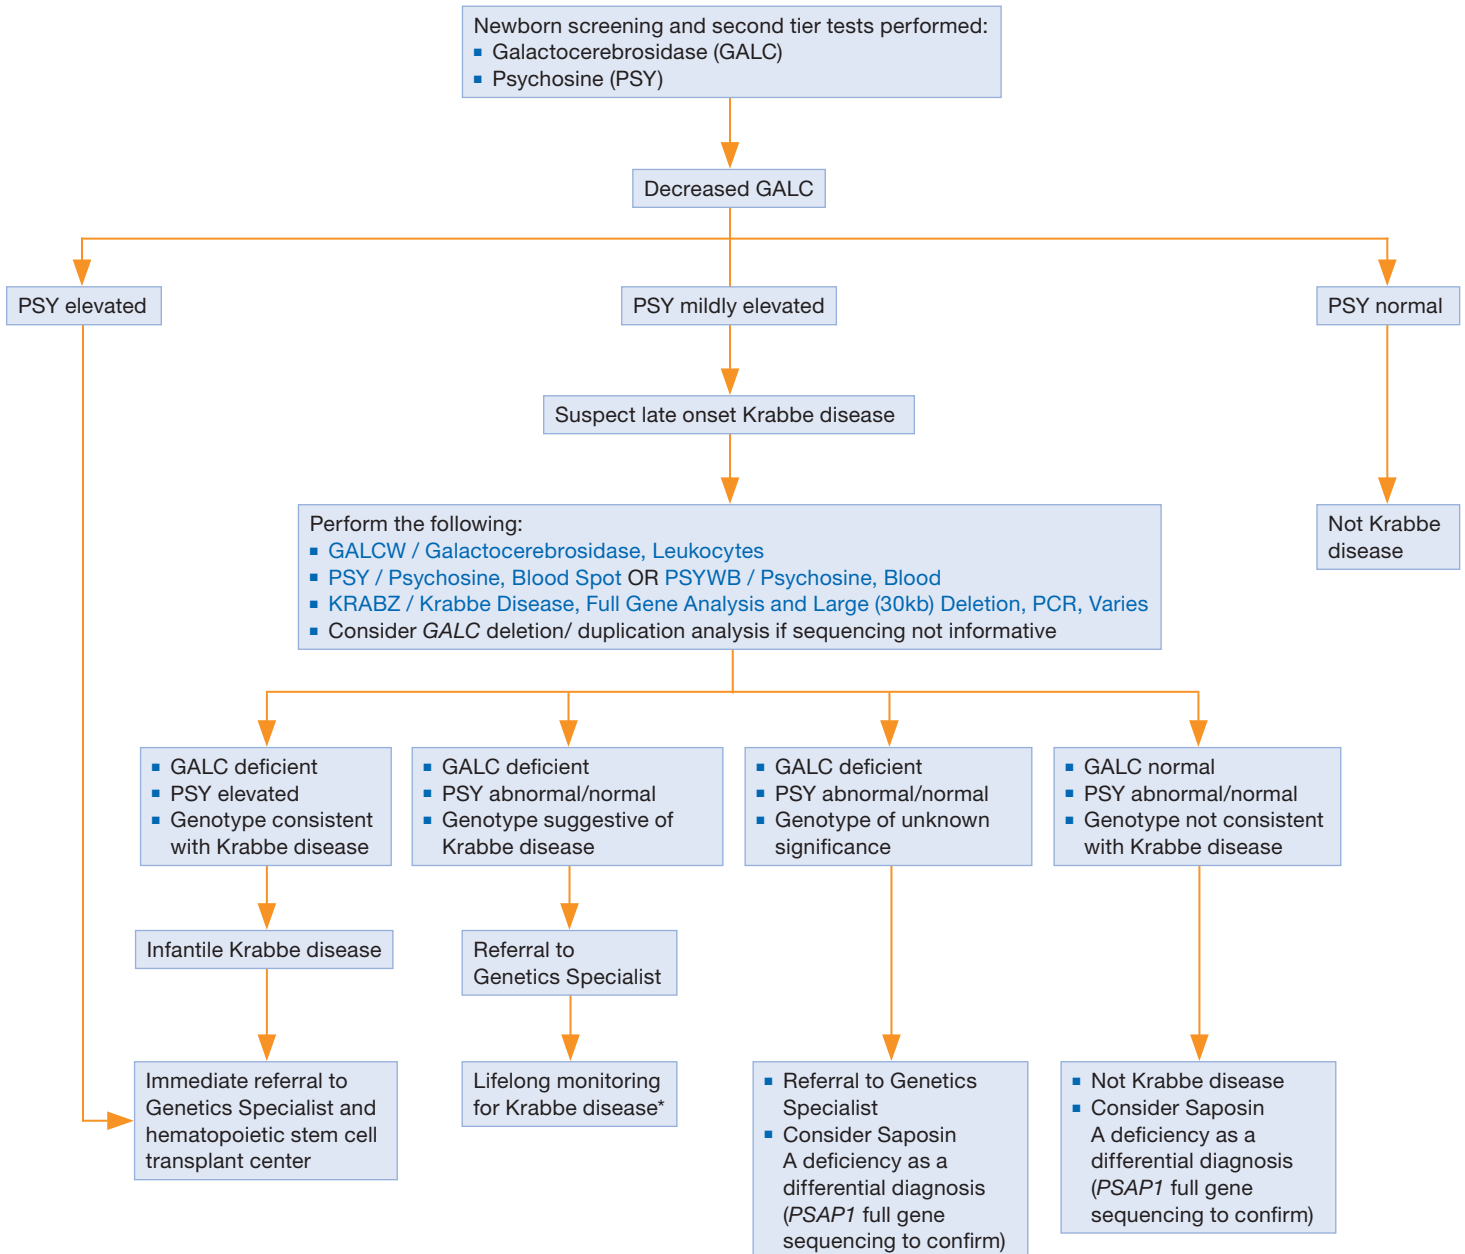 Newborn screening and second tier tests performed:
▪ Galactocerebrosidase (GALC)
▪ Psychosine (PSY)
Decreased GALC
PSY elevated
PSY mildly elevated
PSY normal
Suspect late onset Krabbe disease
Not Krabbe
disease
Perform the following:
▪ GALCW / Galactocerebrosidase, Leukocytes
▪ PSY / Psychosine, Blood Spot OR PSYWB / Psychosine, Blood
▪ KRABZ / Krabbe Disease, Full Gene Analysis and Large (30kb) Deletion, PCR, Varies
▪ Consider GALC deletion/ duplication analysis if sequencing not informative
▪ GALC deficient
▪ PSY elevated
▪ Genotype consistent
with Krabbe disease
▪ GALC deficient
▪ PSY abnormal/normal
▪ Genotype suggestive of
Krabbe disease
▪ GALC deficient
▪ PSY abnormal/normal
▪ Genotype of unknown
significance
▪ GALC normal
▪ PSY abnormal/normal
▪ Genotype not consistent
with Krabbe disease
Infantile Krabbe disease
Referral to
Genetics Specialist
Immediate referral to
Genetics Specialist and
hematopoietic stem cell
transplant center
Lifelong monitoring
for Krabbe disease*
▪ Referral to Genetics
Specialist
▪ Consider Saposin
A deficiency as a
differential diagnosis
(PSAP1 full gene
sequencing to confirm)
▪ Not Krabbe disease
▪ Consider Saposin
A deficiency as a
differential diagnosis
(PSAP1 full gene
sequencing to confirm)